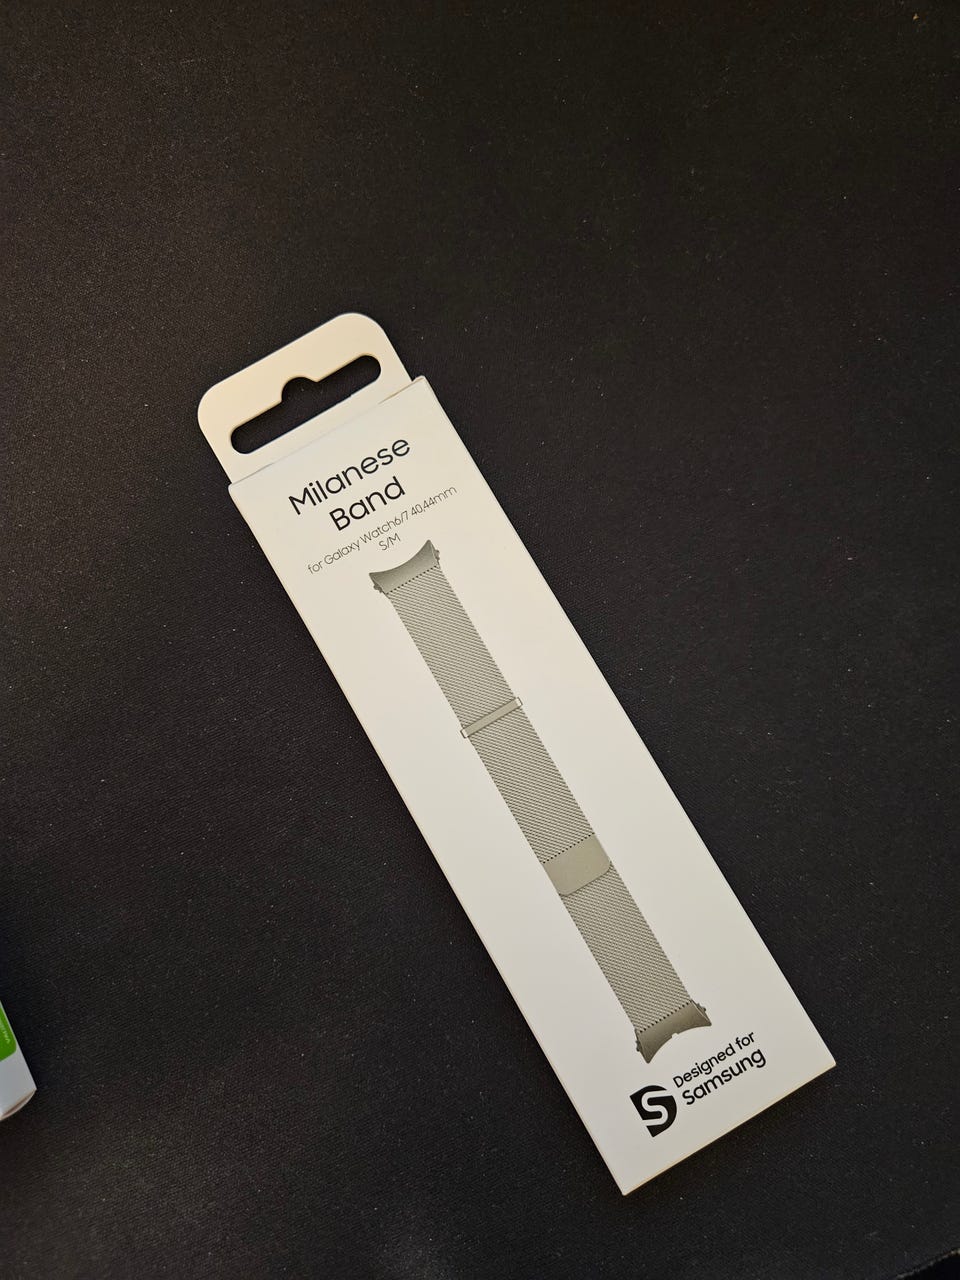 Milanese
Band
for Galaxy Watch6/7 40,44mm
S/M
Designed for
Samsung